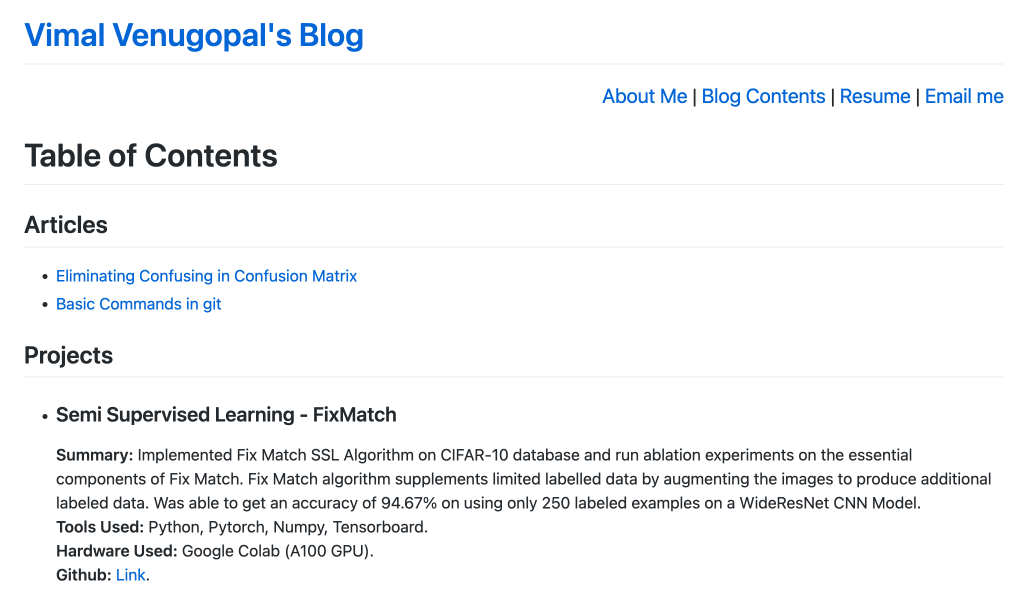 Vimal Venugopal's Blog
About Me | Blog Contents | Resume | Email me
Table of Contents
Articles
• Eliminating Confusing in Confusion Matrix
• Basic Commands in git
Projects
• Semi Supervised Learning - FixMatch
Summary: Implemented Fix Match SSL Algorithm on CIFAR-10 database and run ablation experiments on the essential
components of Fix Match. Fix Match algorithm supplements limited labelled data by augmenting the images to produce additional
labeled data. Was able to get an accuracy of 94.67% on using only 250 labeled examples on a WideResNet CNN Model.
Tools Used: Python, Pytorch, Numpy, Tensorboard.
Hardware Used: Google Colab (A100 GPU).
Github: Link.